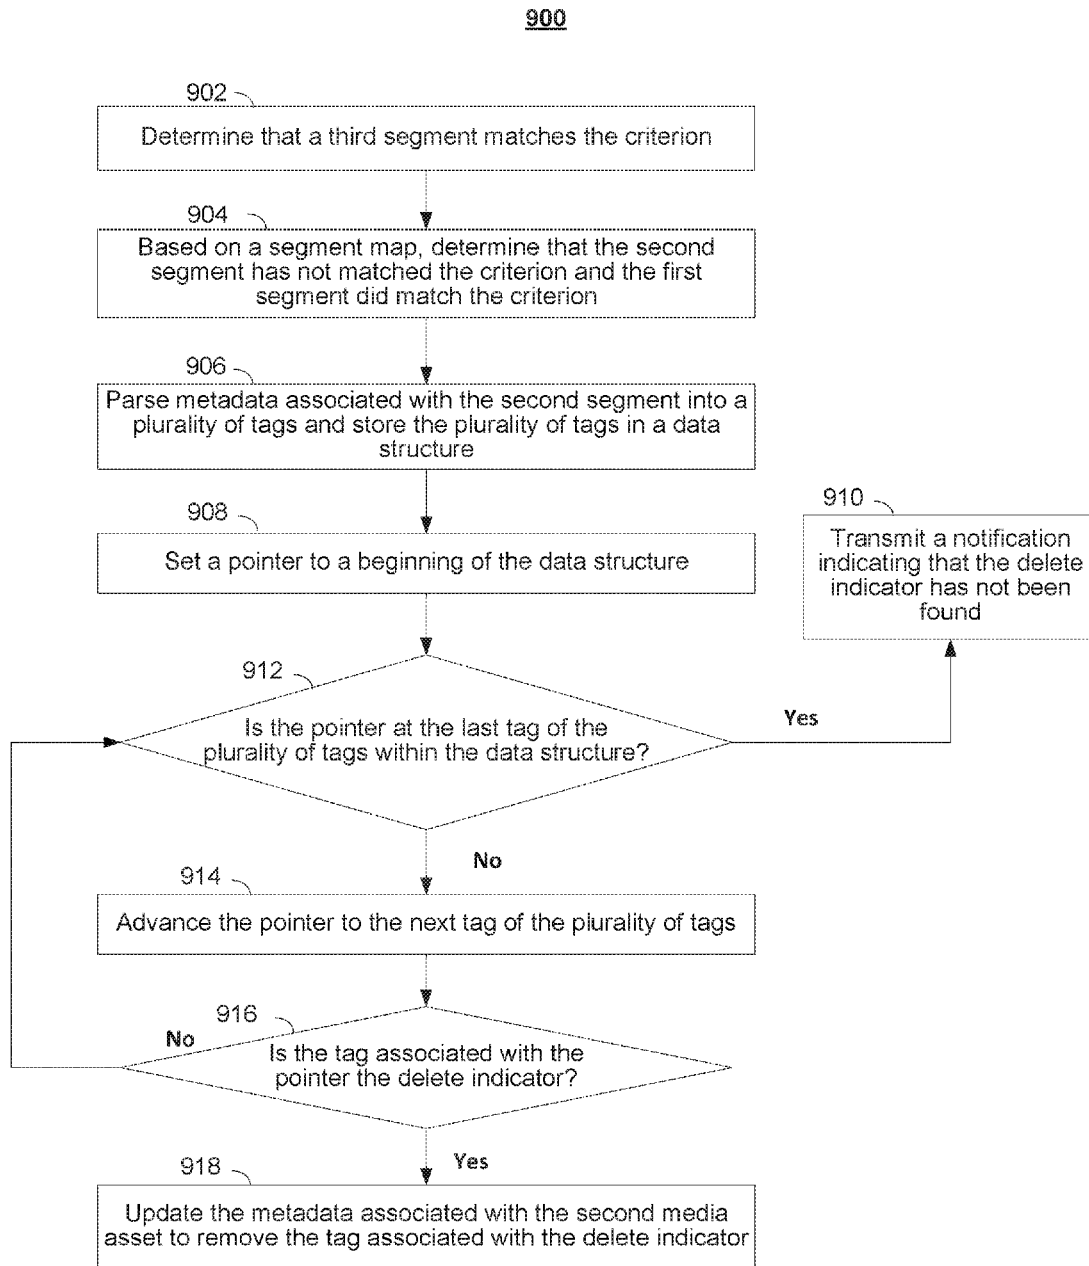 900
902
Determine that a third segment matches the criterion
904
Based on a segment map, determine that the second
segment has not matched the criterion and the first
segment did match the criterion
906
Parse metadata associated with the second segment into a
plurality of tags and store the plurality of tags in a data
structure
908
Set a pointer to a beginning of the data structure
910
Transmit a notification
indicating that the delete
indicator has not been
found
912
Is the pointer at the last tag of the
plurality of tags within the data structure?
Yes
No
914
Advance the pointer to the next tag of the plurality of tags
916
No
Is the tag associated with the
pointer the delete indicator?
Yes
918
Update the metadata associated with the second media
asset to remove the tag associated with the delete indicator